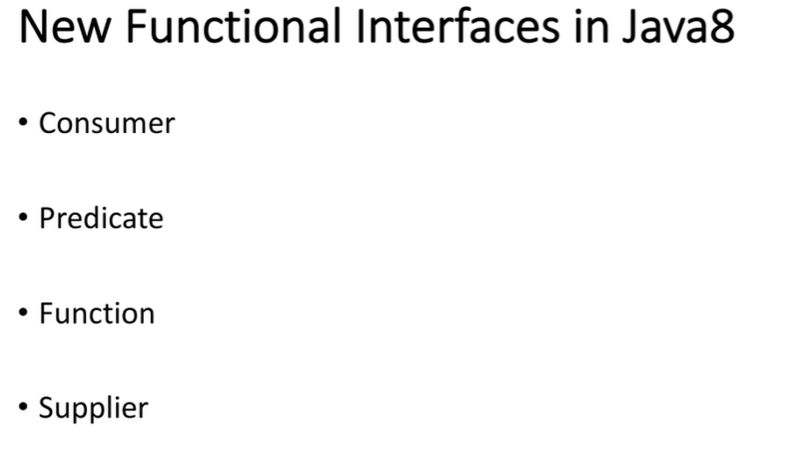 New Functional Interfaces in Java8
• Consumer
• Predicate
• Function
• Supplier